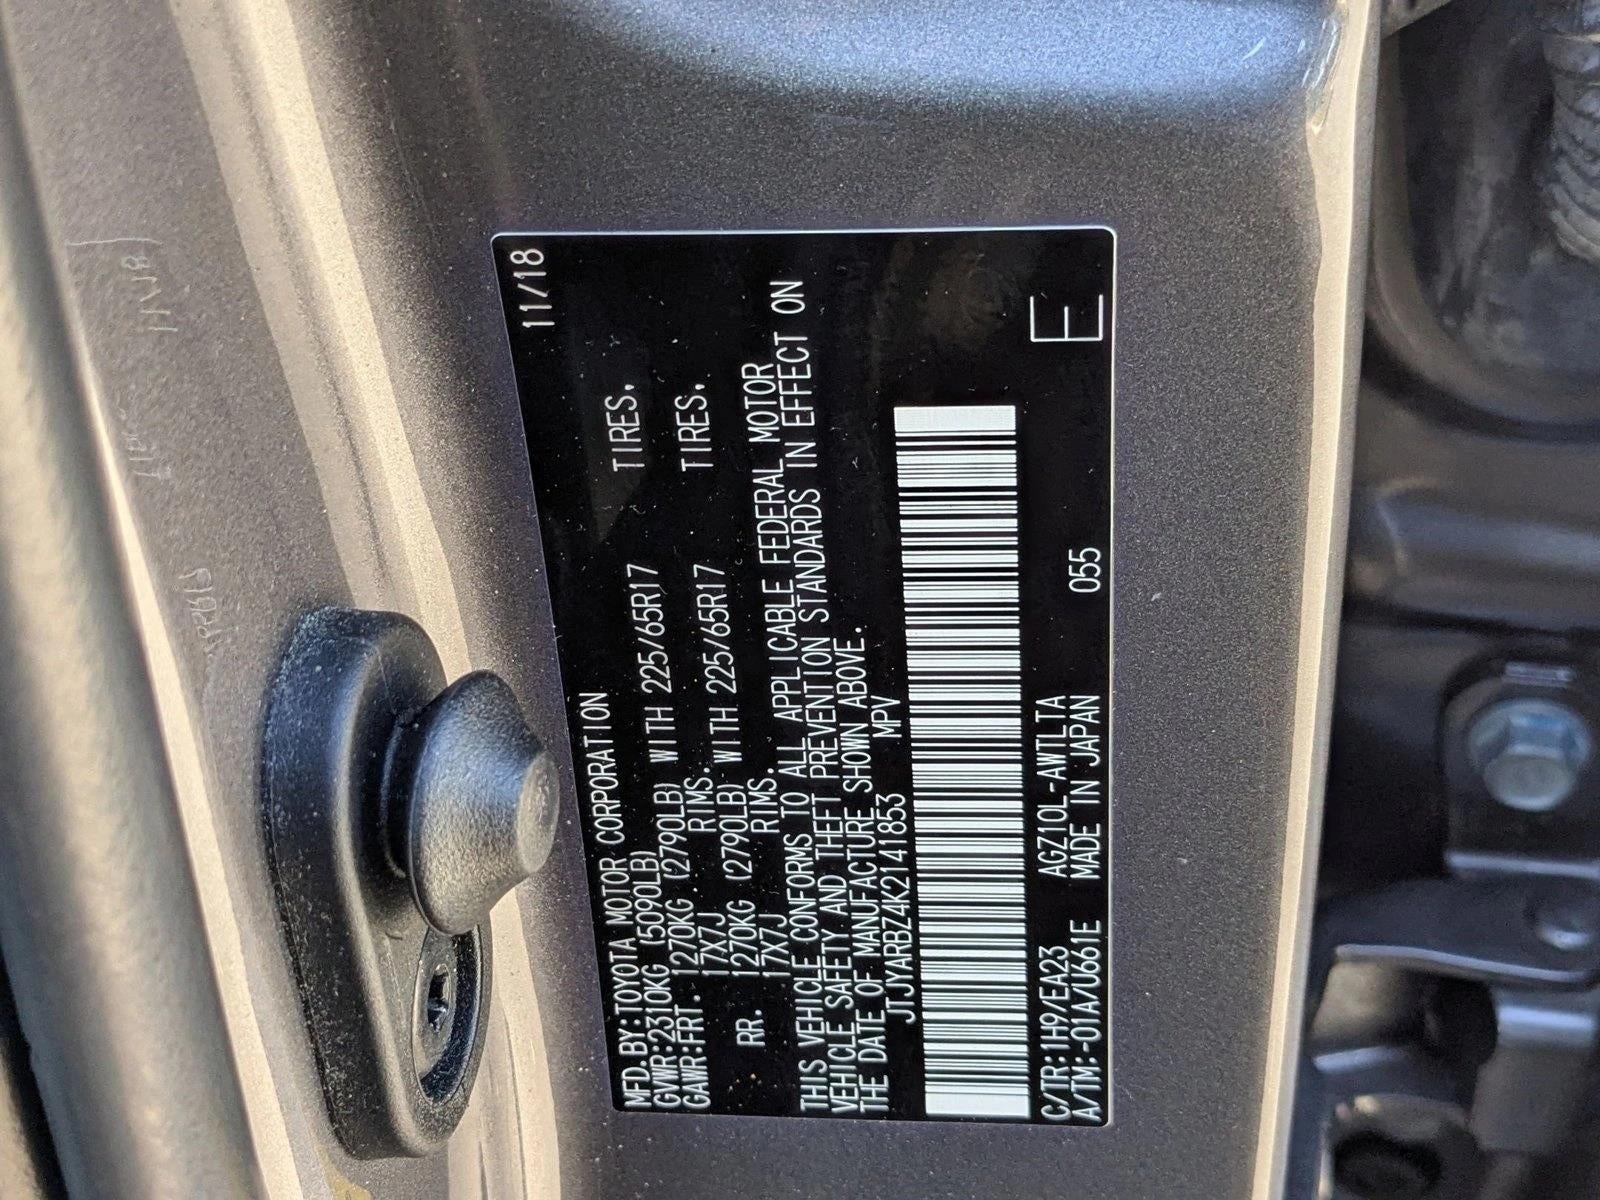 MFD.BY:TOYOTA MOTOR CORPORATION 11/18
GVWR:2310KG (5090LB)
GAWR:FRT. 1270KG. (2790LB) WITH 225/65R17 TIRES.
17X7J RIMS.
RR. 1270KG (2790LB) WITH 225/65R17 TIRES.
17X7J RIMS.
THIS VEHICLE CONFORMS TO ALL APPLICABLE FEDERAL MOTOR
VEHICLE SAFETY AND THEFT PREVENTION STANDARDS IN EFFECT ON
THE DATE OF MANUFACTURE SHOWN ABOVE.
JTJYARBZ4K2141853 MPV
C/TR:1H9/EA23 AGZ10L-AWTLTA 055
A/TM:-01A/U661E MADE IN JAPAN
E